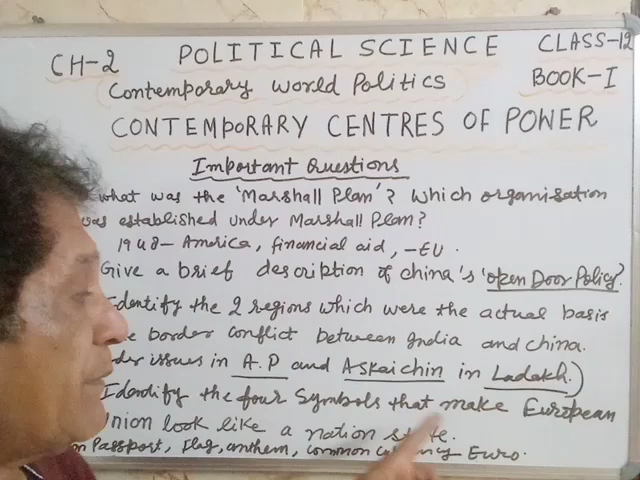 CH-2 POLITICAL SCIENCE CLASS-12
Contemporary World Politics BOOK-I
CONTEMPORARY CENTRES OF POWER
Important Questions
what was the 'Marshall Plan'? Which organisation
was established under Marshall Plan?
1948- America, financial aid, -EU.
Give a brief description of china's 'open Door Policy'?
Identify the 2 regions which were the actual basis
border conflict between India and china.
issues in A.P and Askaichin in Ladakh.)
Identify the four Symbols that make European
Union look like a nation state.
Passport, flag, anthem, common currency Euro.